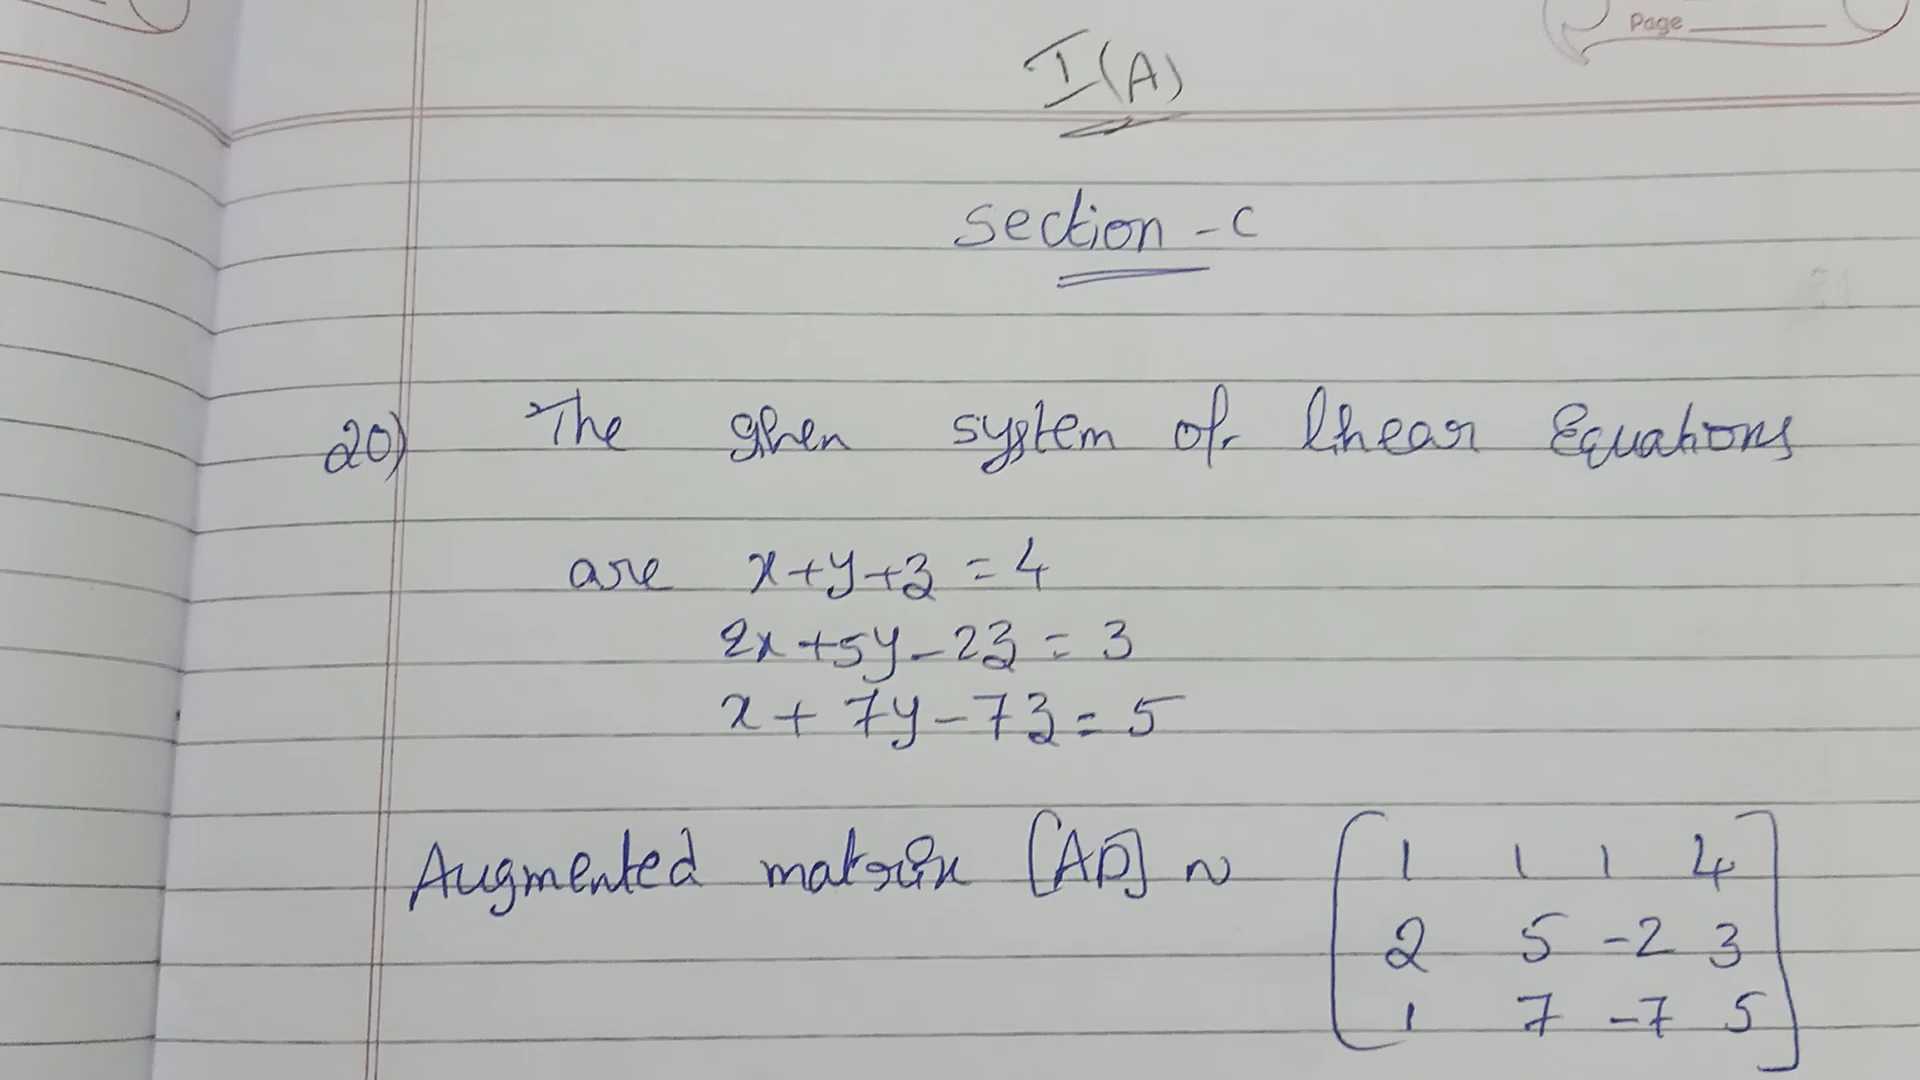 Page
I(A)
Section - C
20) The given system of linear Equations
are x+y+z = 4
2x+5y-2z = 3
x+7y-7z = 5
Augmented matrix [AD] ~ [1 1 1 4
2 5 -2 3
1 7 -7 5]